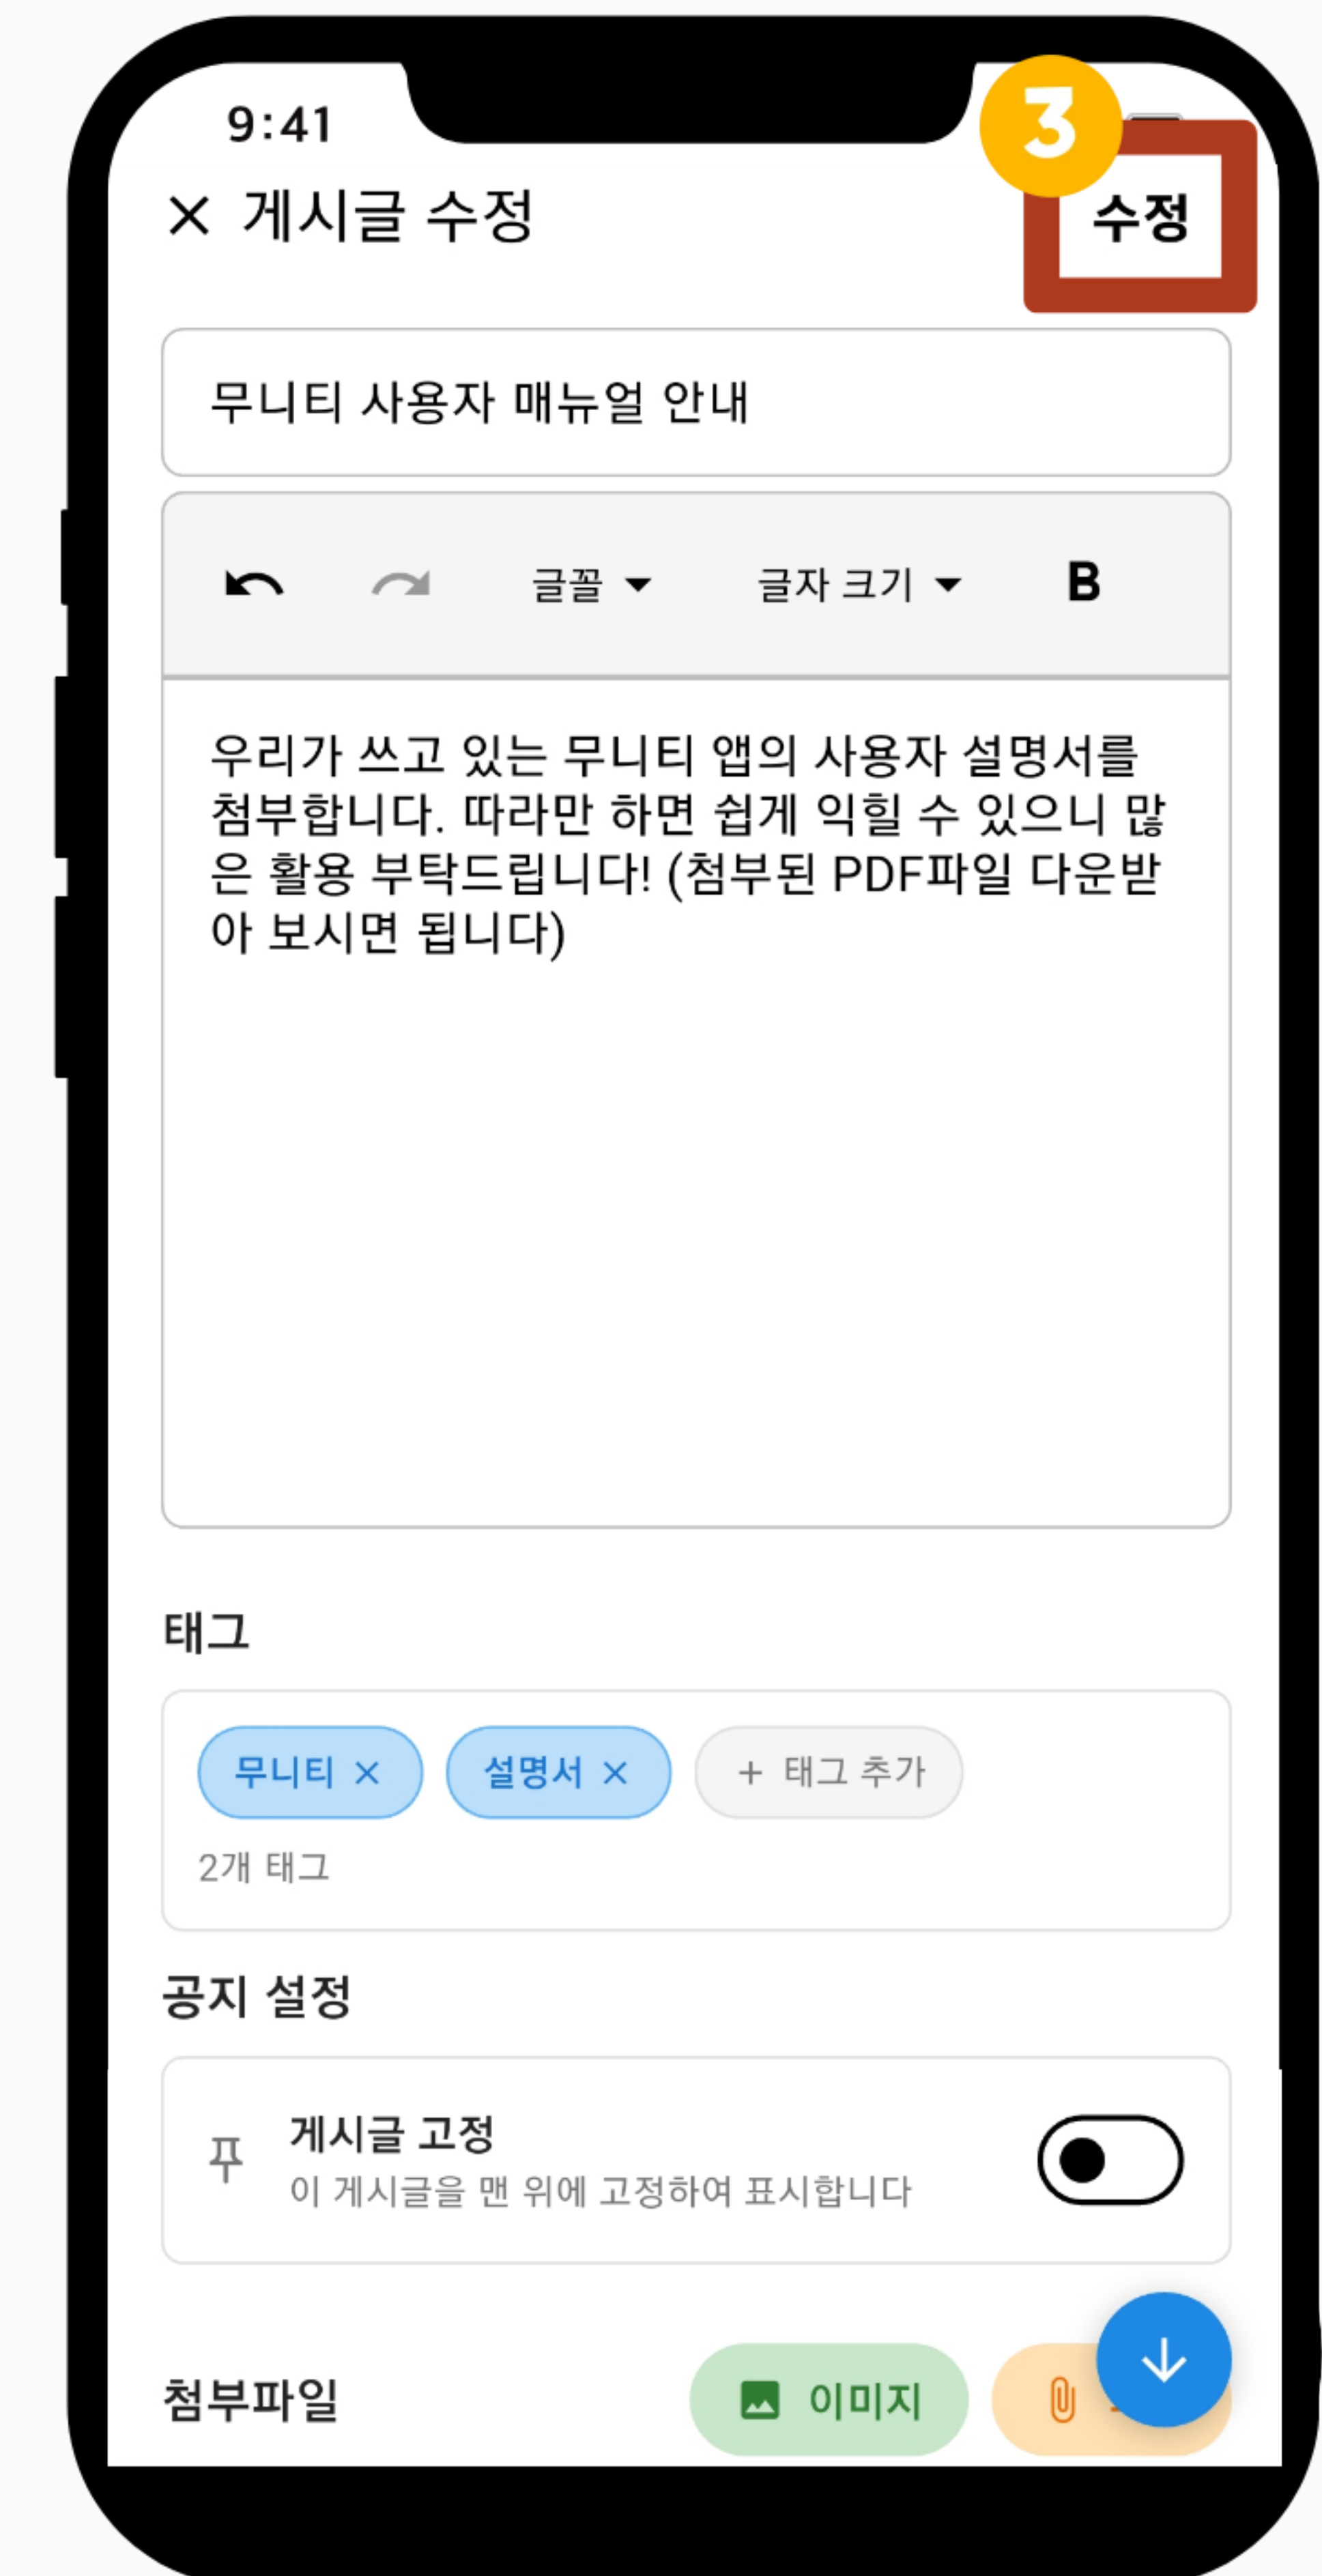 9:41
3
게시글 수정
수정
무니티 사용자 매뉴얼 안내
글꼴
글자 크기
B
우리가 쓰고 있는 무니티 앱의 사용자 설명서를
첨부합니다. 따라만 하면 쉽게 익힐 수 있으니 많
은 활용 부탁드립니다! (첨부된 PDF파일 다운받
아 보시면 됩니다)
태그
무니티 ×
설명서 ×
+ 태그 추가
2개 태그
공지 설정
게시글 고정
이 게시글을 맨 위에 고정하여 표시합니다
첨부파일
이미지